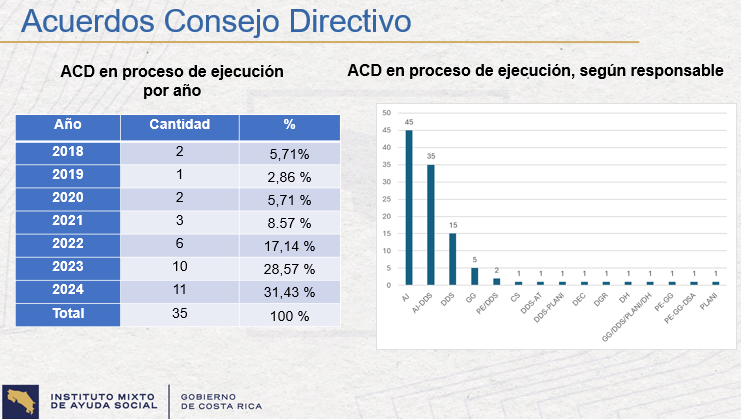 Acuerdos Consejo Directivo
ACD en proceso de ejecución
por año
Año Cantidad %
2018 2 5,71%
2019 1 2,86 %
2020 2 5,71 %
2021 3 8.57 %
2022 6 17,14 %
2023 10 28,57 %
2024 11 31,43 %
Total 35 100 %
ACD en proceso de ejecución, según responsable
50
45
40
35
30
25
20
15
10
5
0
45 35 15 5 2 1 1 1 1 1 1 1 1 1 1
AJ AJ-DDS DDS GG PE/DDS CS DDS-AT DDS-PLANI DEC DGR DH GG/DDS/PLANI/DH PE-GG PE-GG-DSA PLANI
INSTITUTO MIXTO
DE AYUDA SOCIAL
GOBIERNO
DE COSTA RICA